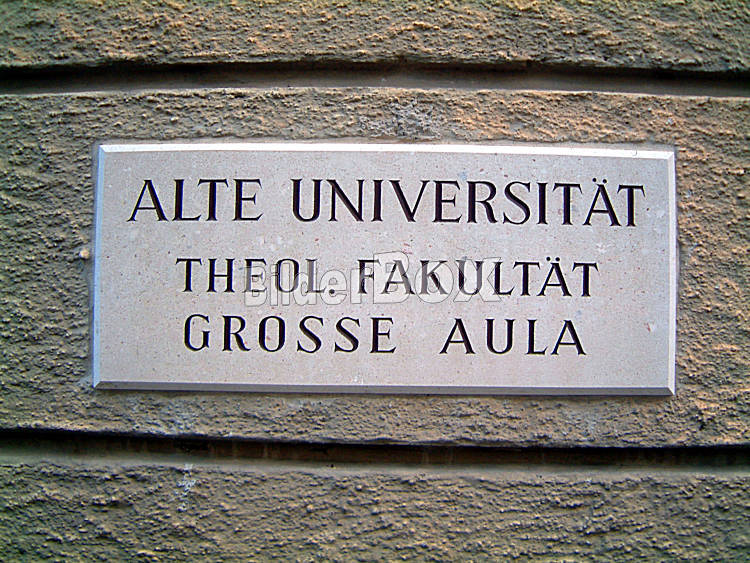 ALTE UNIVERSITÄT
THEOL. FAKULTÄT
BilderBOX
GROSSE AULA